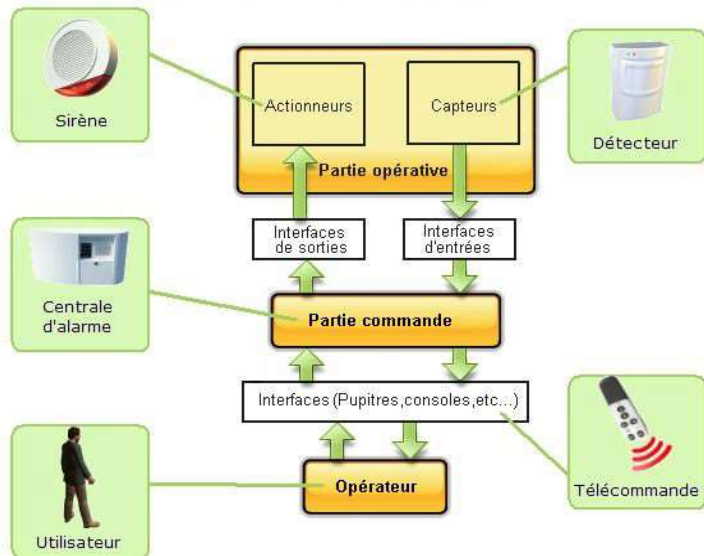 Sirène
Actionneurs
Capteurs
Partie opérative
Détecteur
Interfaces
de sorties
Interfaces
d'entrées
Centrale
d'alarme
Partie commande
Interfaces (Pupitres,consoles,etc...)
Opérateur
Télécommande
Utilisateur